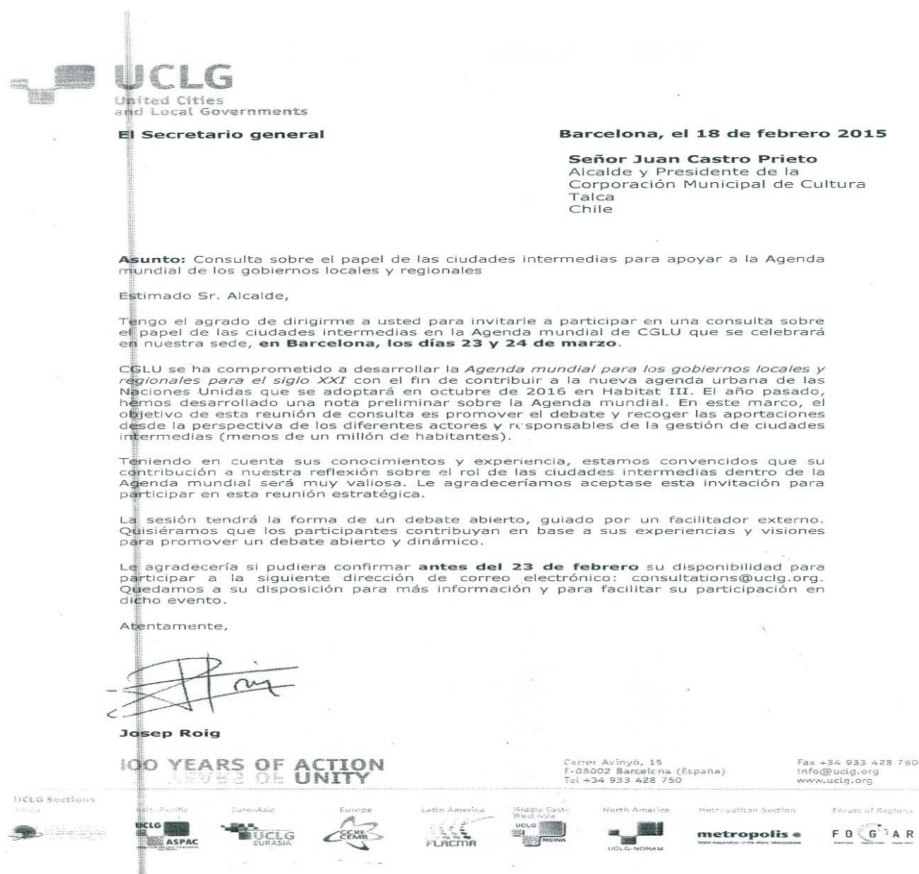 UCLG
United Cities
and Local Governments
El Secretario general
Barcelona, el 18 de febrero 2015
Señor Juan Castro Prieto
Alcalde y Presidente de la
Corporación Municipal de Cultura
Talca
Chile
Asunto: Consulta sobre el papel de las ciudades intermedias para apoyar a la Agenda
mundial de los gobiernos locales y regionales
Estimado Sr. Alcalde,
Tengo el agrado de dirigirme a usted para invitarle a participar en una consulta sobre
el papel de las ciudades intermedias en la Agenda mundial de CGLU que se celebrará
en nuestra sede, en Barcelona, los días 23 y 24 de marzo.
CGLU se ha comprometido a desarrollar la Agenda mundial para los gobiernos locales y
regionales para el siglo XXI con el fin de contribuir a la nueva agenda urbana de las
Naciones Unidas que se adoptará en octubre de 2016 en Habitat III. El año pasado,
hemos desarrollado una nota preliminar sobre la Agenda mundial. En este marco, el
objetivo de esta reunión de consulta es promover el debate y recoger las aportaciones
desde la perspectiva de los diferentes actores y responsables de la gestión de ciudades
intermedias (menos de un millón de habitantes).
Teniendo en cuenta sus conocimientos y experiencia, estamos convencidos que su
contribución a nuestra reflexión sobre el rol de las ciudades intermedias dentro de la
Agenda mundial será muy valiosa. Le agradeceríamos aceptase esta invitación para
participar en esta reunión estratégica.
La sesión tendrá la forma de un debate abierto, guiado por un facilitador externo.
Quisiéramos que los participantes contribuyan en base a sus experiencias y visiones
para promover un debate abierto y dinámico.
Le agradecería si pudiera confirmar antes del 23 de febrero su disponibilidad para
participar a la siguiente dirección de correo electrónico: consultations@uclg.org.
Quedamos a su disposición para más información y para facilitar su participación en
dicho evento.
Atentamente,
Josep Roig
100 YEARS OF ACTION
YEARS OF UNITY
Carrer Avinyó, 15
E-08002 Barcelona (España)
Tel +34 933 428 750
Fax +34 933 428 760
info@uclg.org
www.uclg.org
UCLG Sections
Africa
Asia-Pacific
Euro-Asia
Europe
Latin America
Middle East-
West Asia
North America
Metropolitan Section
Forum of Regions
UCLG
ASPAC
UCLG
EURASIA
CCRE
CEMR
FLACMA
UCLG
MEWA
UCLG-NORAM
metropolis
FOGAR